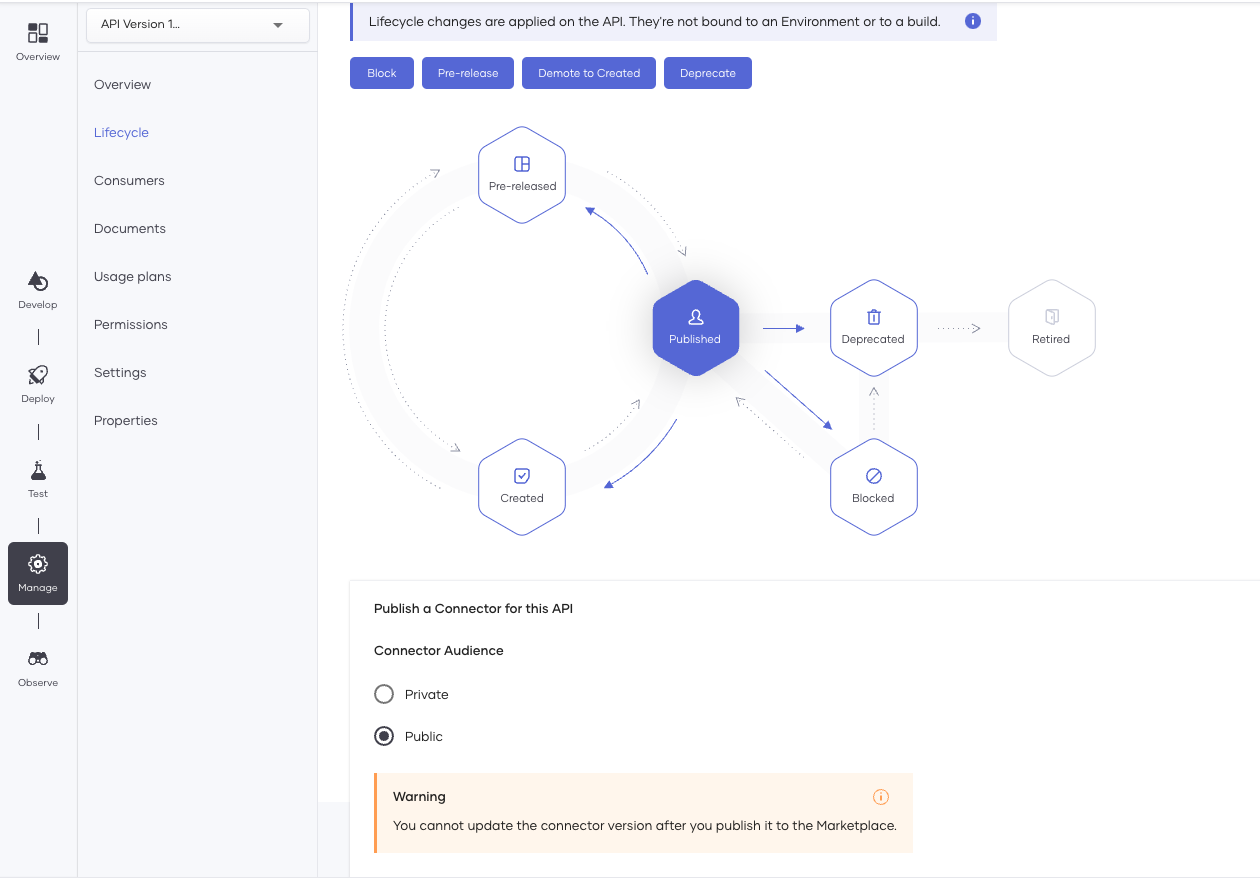 Overview
Develop
Deploy
Test
Manage
Observe
API Version 1...
Overview
Lifecycle
Consumers
Documents
Usage plans
Permissions
Settings
Properties
Lifecycle changes are applied on the API. They're not bound to an Environment or to a build.
Block
Pre-release
Demote to Created
Deprecate
Pre-released
Published
Deprecated
Retired
Created
Blocked
Publish a Connector for this API
Connector Audience
Private
Public
Warning
You cannot update the connector version after you publish it to the Marketplace.